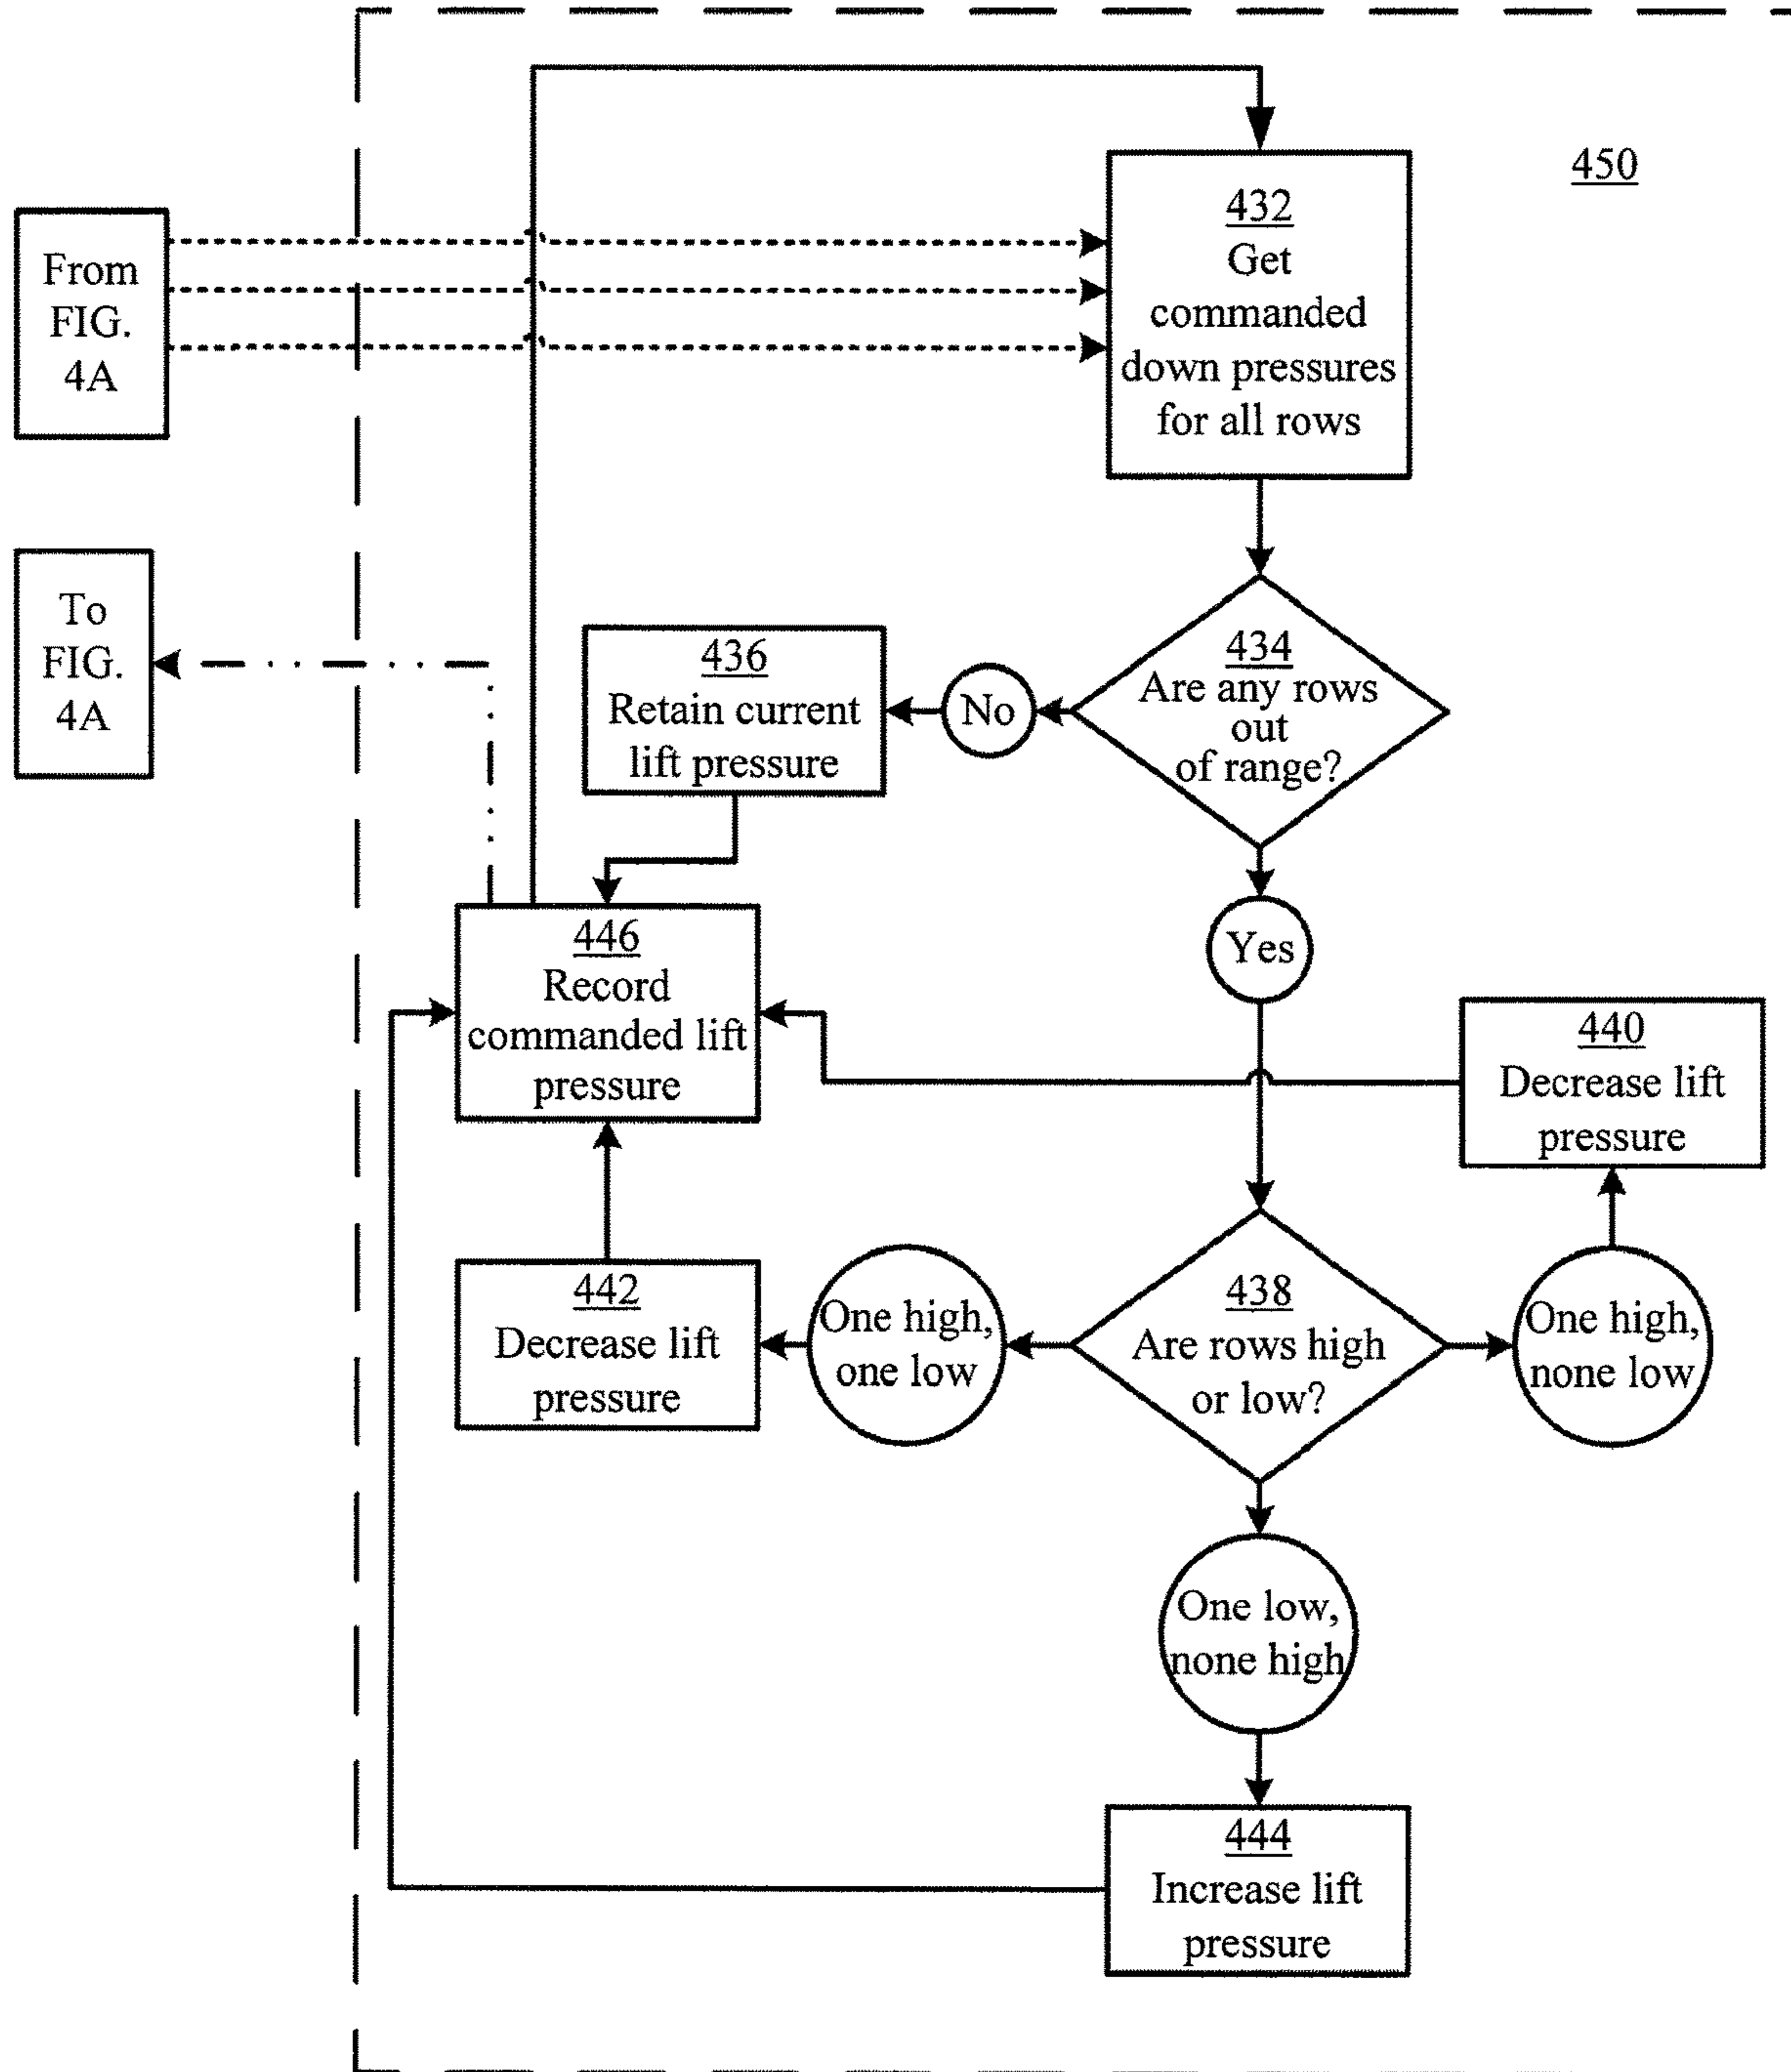 450
432
Get
commanded
down pressures
for all rows
From
FIG.
4A
To
FIG.
4A
434
Are any rows
out
of range?
No
436
Retain current
lift pressure
Yes
446
Record
commanded lift
pressure
440
Decrease lift
pressure
438
Are rows high
or low?
One high,
none low
One high,
one low
442
Decrease lift
pressure
One low,
none high
444
Increase lift
pressure